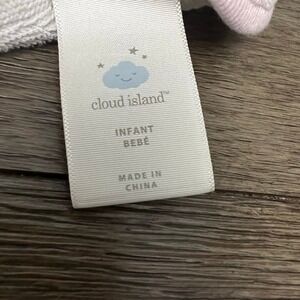 cloud island™
INFANT
BEBÉ
MADE IN
CHINA